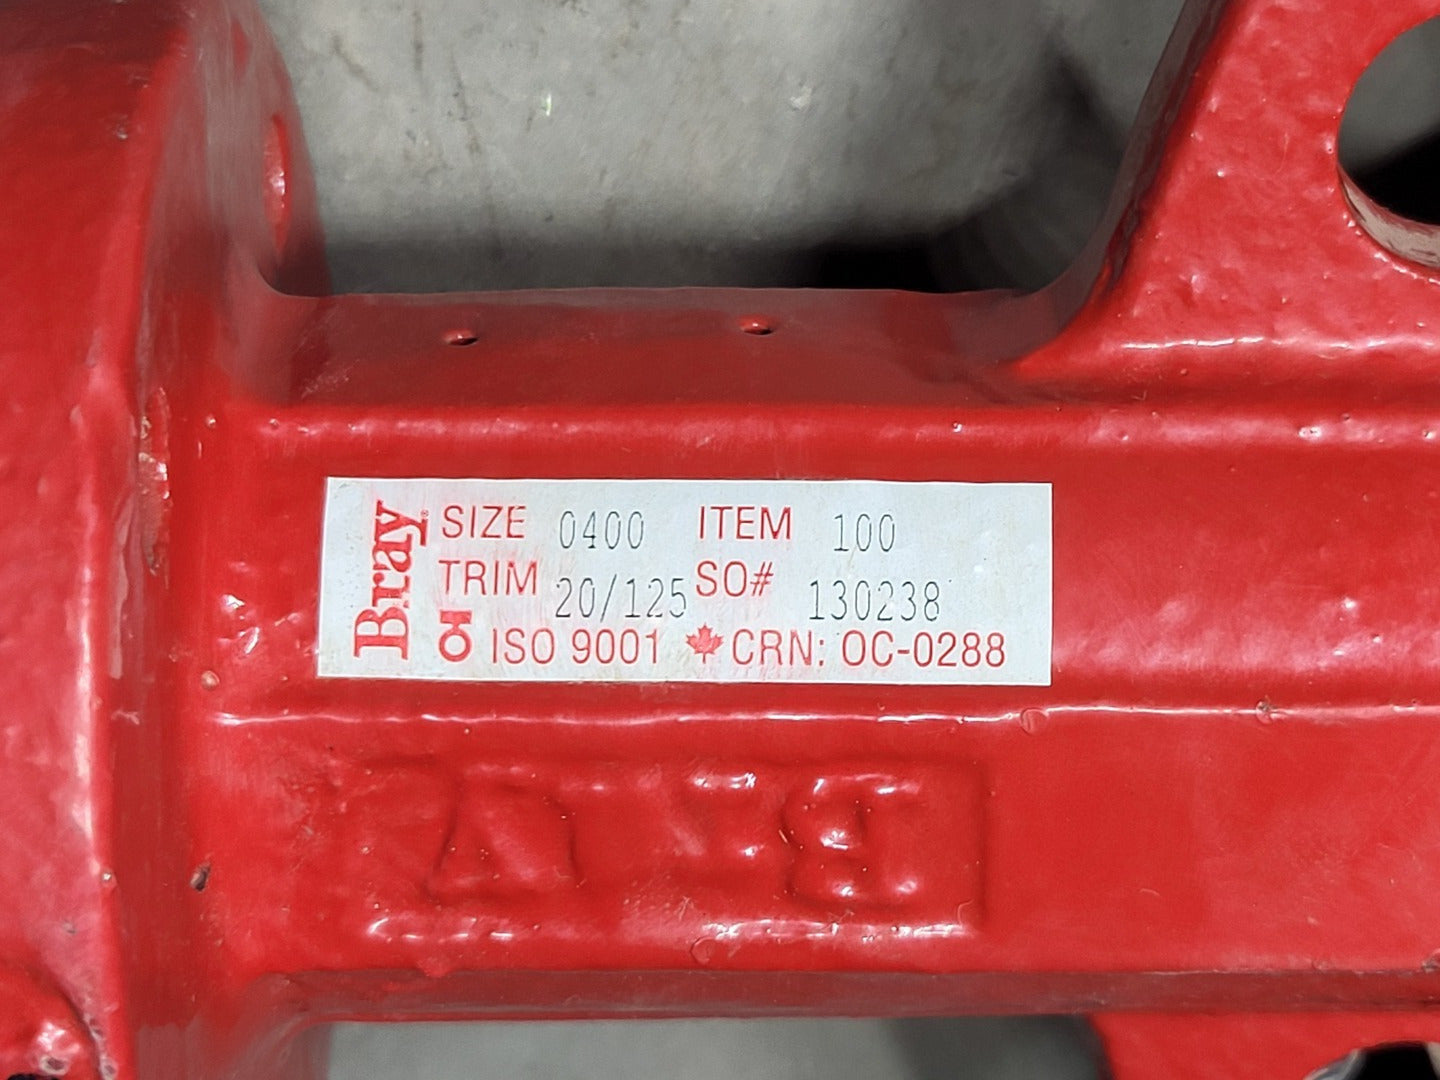 Bray®
SIZE 0400 ITEM 100
TRIM 20/125 SO# 130238
ISO 9001 CRN: OC-0288